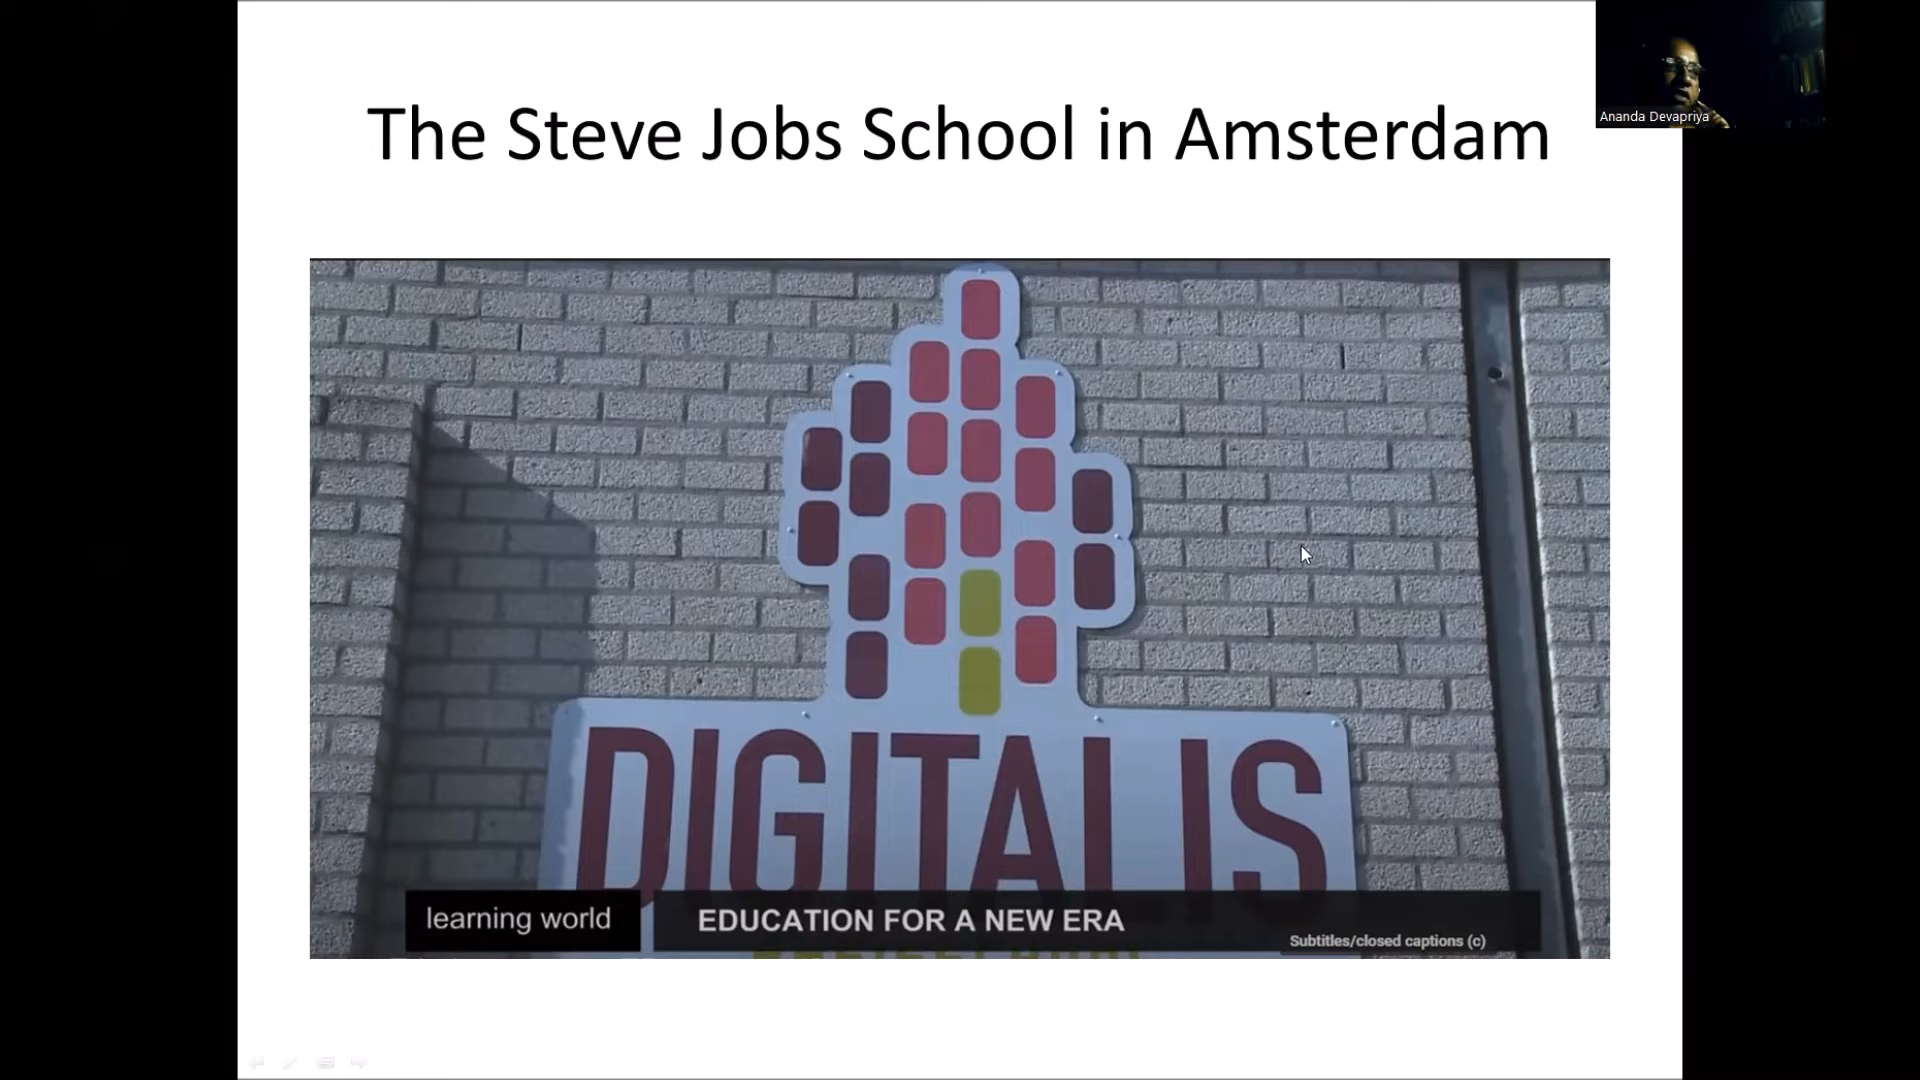 The Steve Jobs School in Amsterdam
Ananda Devapriya
DIGITALIS
learning world
EDUCATION FOR A NEW ERA
Subtitles/closed captions (c)